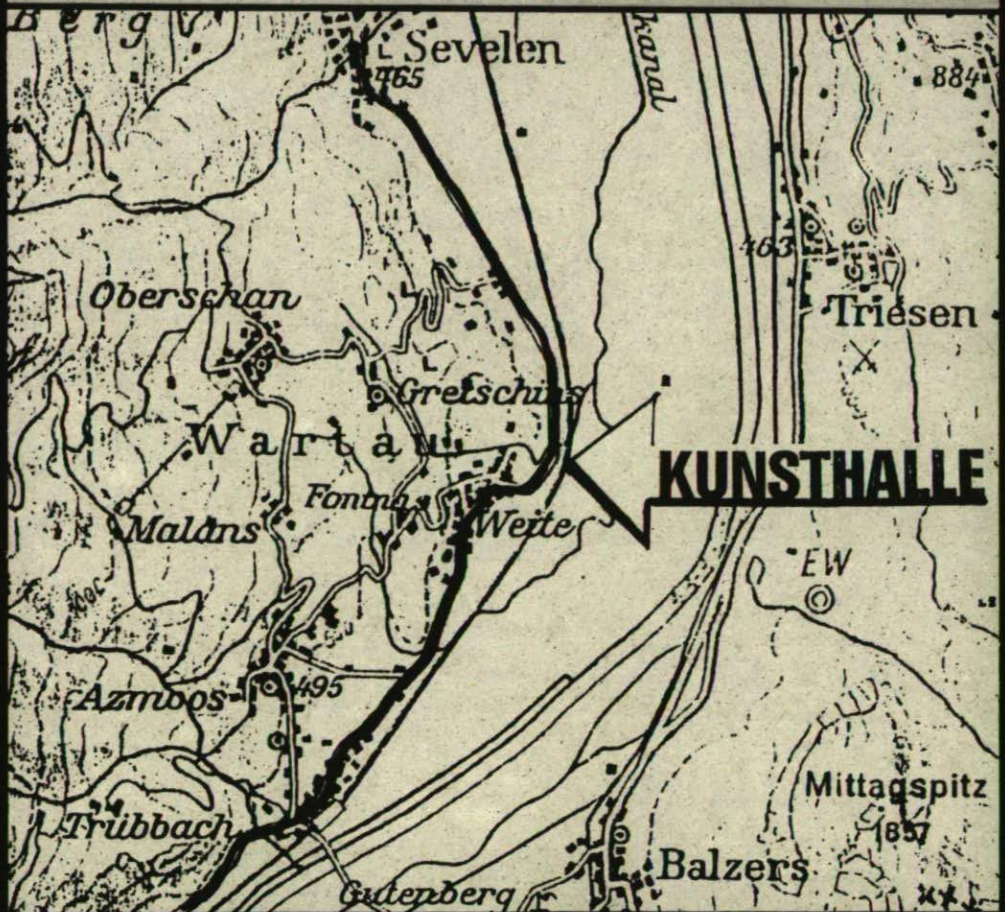 Berg
Sevelen
465
kanal
884
463
Oberschan
Triesen
Gretschins
Wartau
KUNSTHALLE
Fontna
Malans
Weite
EW
Azmoos
495
Mittagspitz
1857
Trübbach
Balzers
Gutenberg